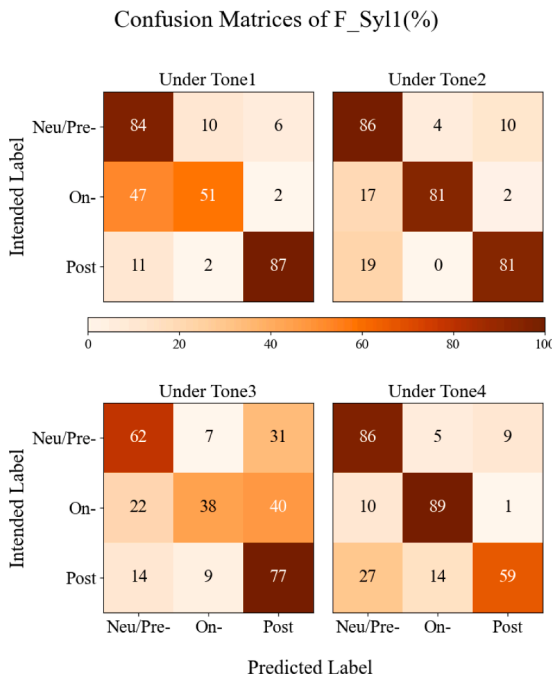 Confusion Matrices of F_Syl1(%)
Under Tone1
Under Tone2
Intended Label
Neu/Pre-
84 10 6
86 4 10
On-
47 51 2
17 81 2
Post
11 2 87
19 0 81
0 20 40 60 80 100
Under Tone3
Under Tone4
Intended Label
Neu/Pre-
62 7 31
86 5 9
On-
22 38 40
10 89 1
Post
14 9 77
27 14 59
Neu/Pre- On- Post
Neu/Pre- On- Post
Predicted Label